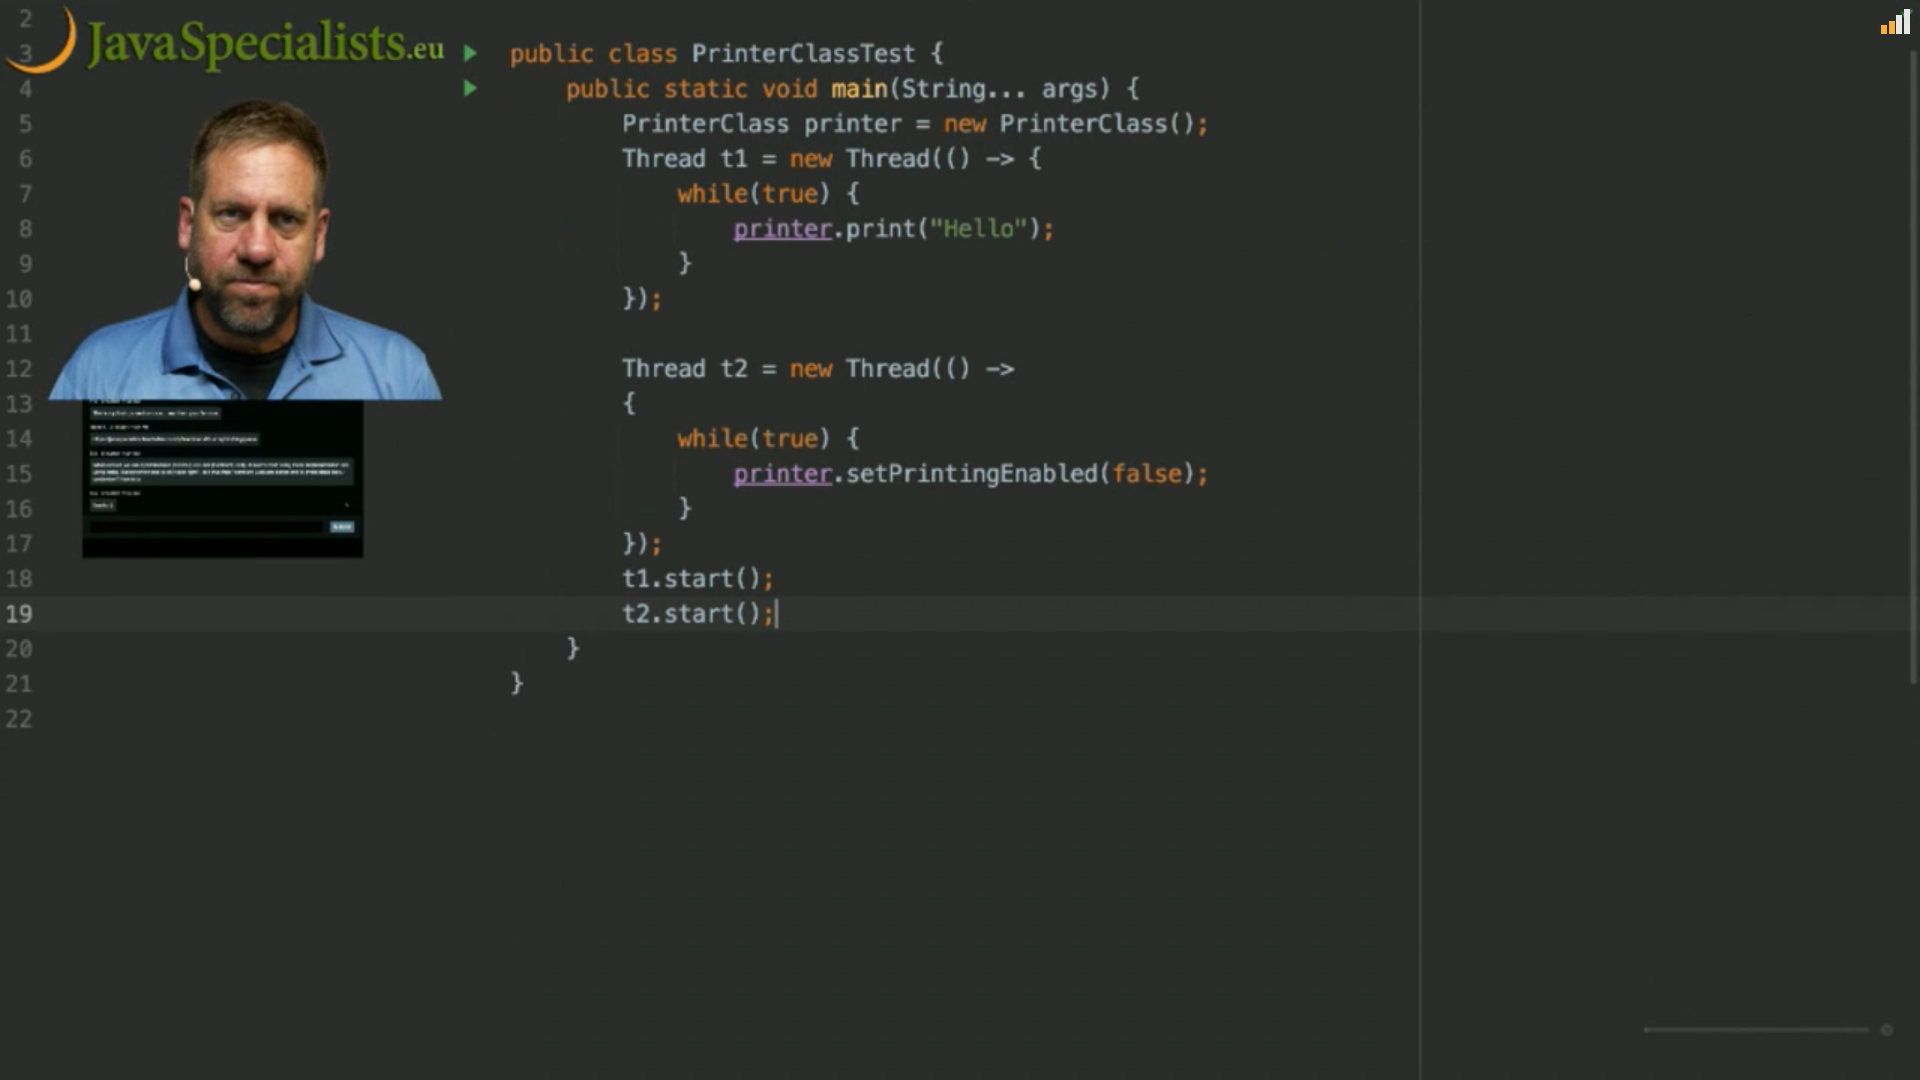 JavaSpecialists.eu
2
3 public class PrinterClassTest {
4 public static void main(String... args) {
5 PrinterClass printer = new PrinterClass();
6 Thread t1 = new Thread(() -> {
7 while(true) {
8 printer.print("Hello");
9 }
10 });
11
12 Thread t2 = new Thread(() ->
13 {
14 while(true) {
15 printer.setPrintingEnabled(false);
16 }
17 });
18 t1.start();
19 t2.start();
20 }
21 }
22